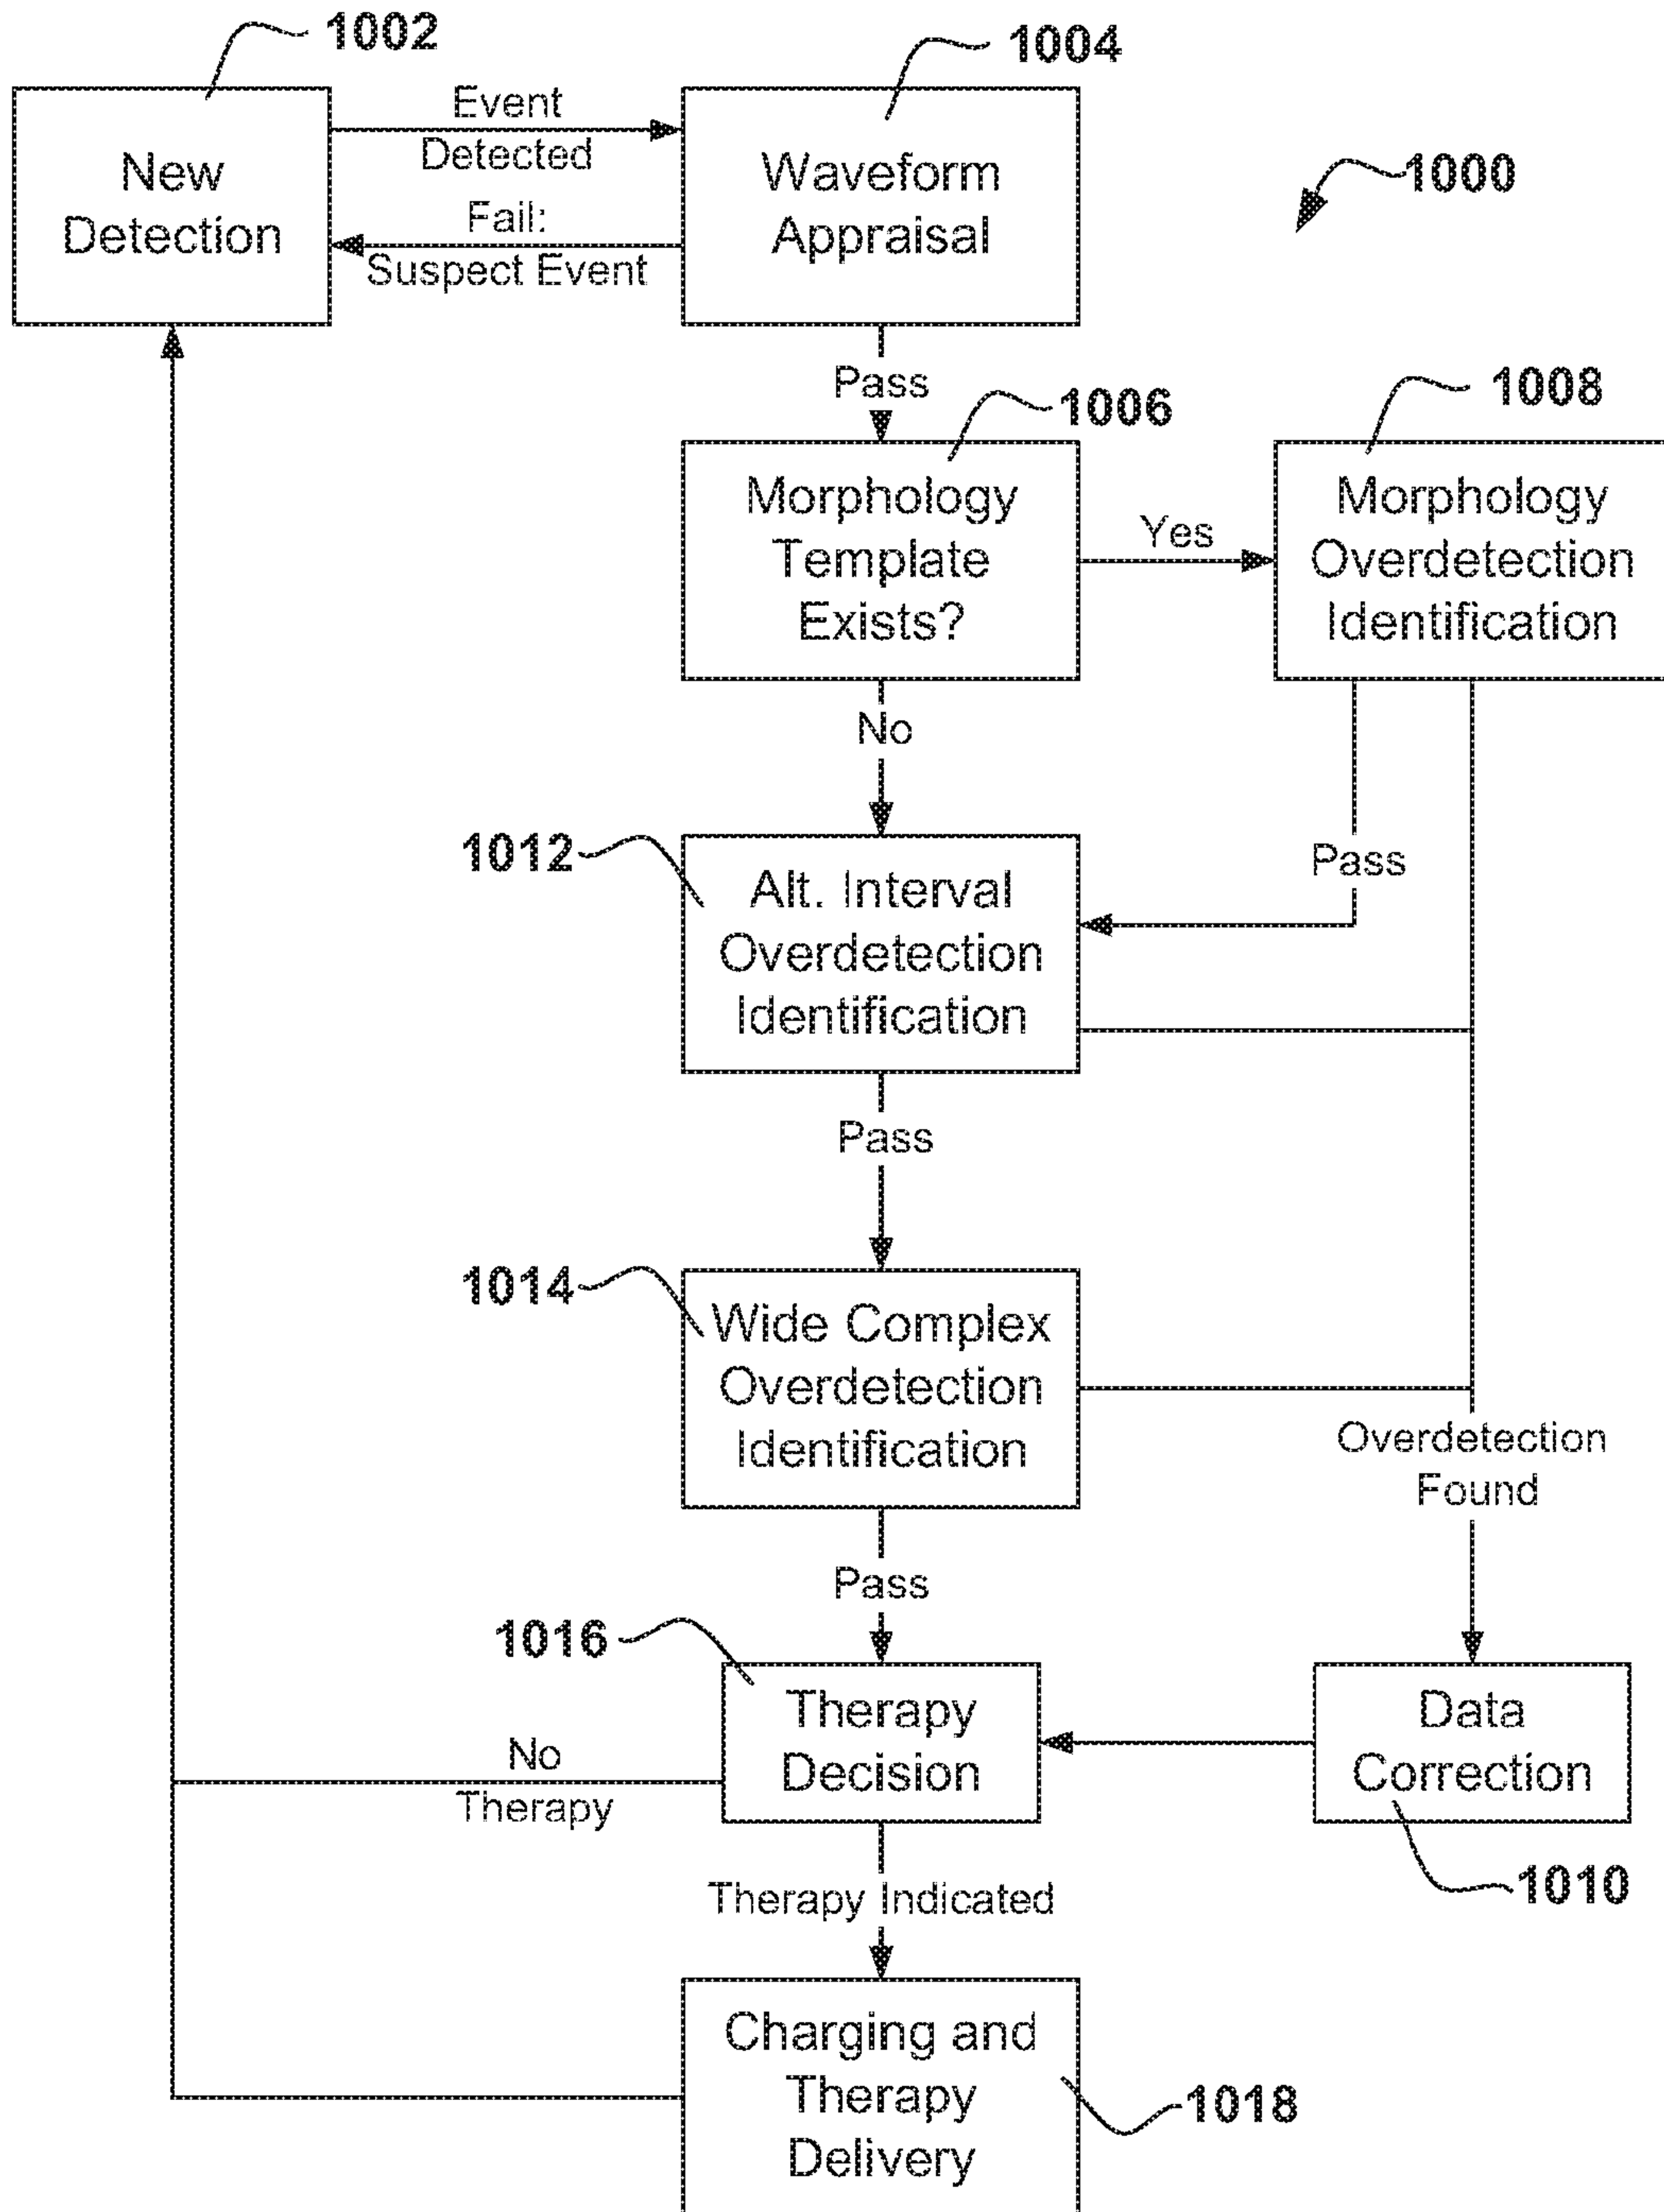 1002
1004
New
Detection
Event
Detected
Fail:
Suspect Event
Waveform
Appraisal
1000
Pass
1006
1008
Morphology
Template
Exists?
Yes
Morphology
Overdetection
Identification
No
Pass
1012
Alt. Interval
Overdetection
Identification
Pass
1014
Wide Complex
Overdetection
Identification
Overdetection
Found
Pass
1016
Therapy
Decision
Data
Correction
No
Therapy
1010
Therapy Indicated
Charging and
Therapy
Delivery
1018